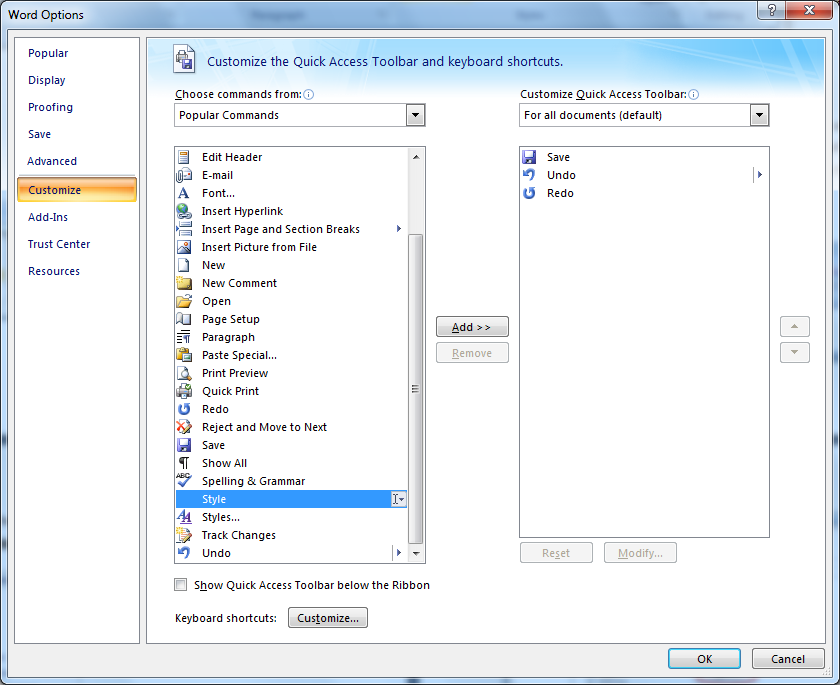 Word Options
?
Popular
Display
Proofing
Save
Advanced
Customize
Add-Ins
Trust Center
Resources
Customize the Quick Access Toolbar and keyboard shortcuts.
Choose commands from:
Popular Commands
Edit Header
E-mail
Font...
Insert Hyperlink
Insert Page and Section Breaks
Insert Picture from File
New
New Comment
Open
Page Setup
Paragraph
Paste Special...
Print Preview
Quick Print
Redo
Reject and Move to Next
Save
Show All
ABC Spelling & Grammar
Style
Styles...
Track Changes
Undo
Add >>
Remove
Customize Quick Access Toolbar:
For all documents (default)
Save
Undo
Redo
Reset Modify...
Show Quick Access Toolbar below the Ribbon
Keyboard shortcuts: Customize...
OK Cancel